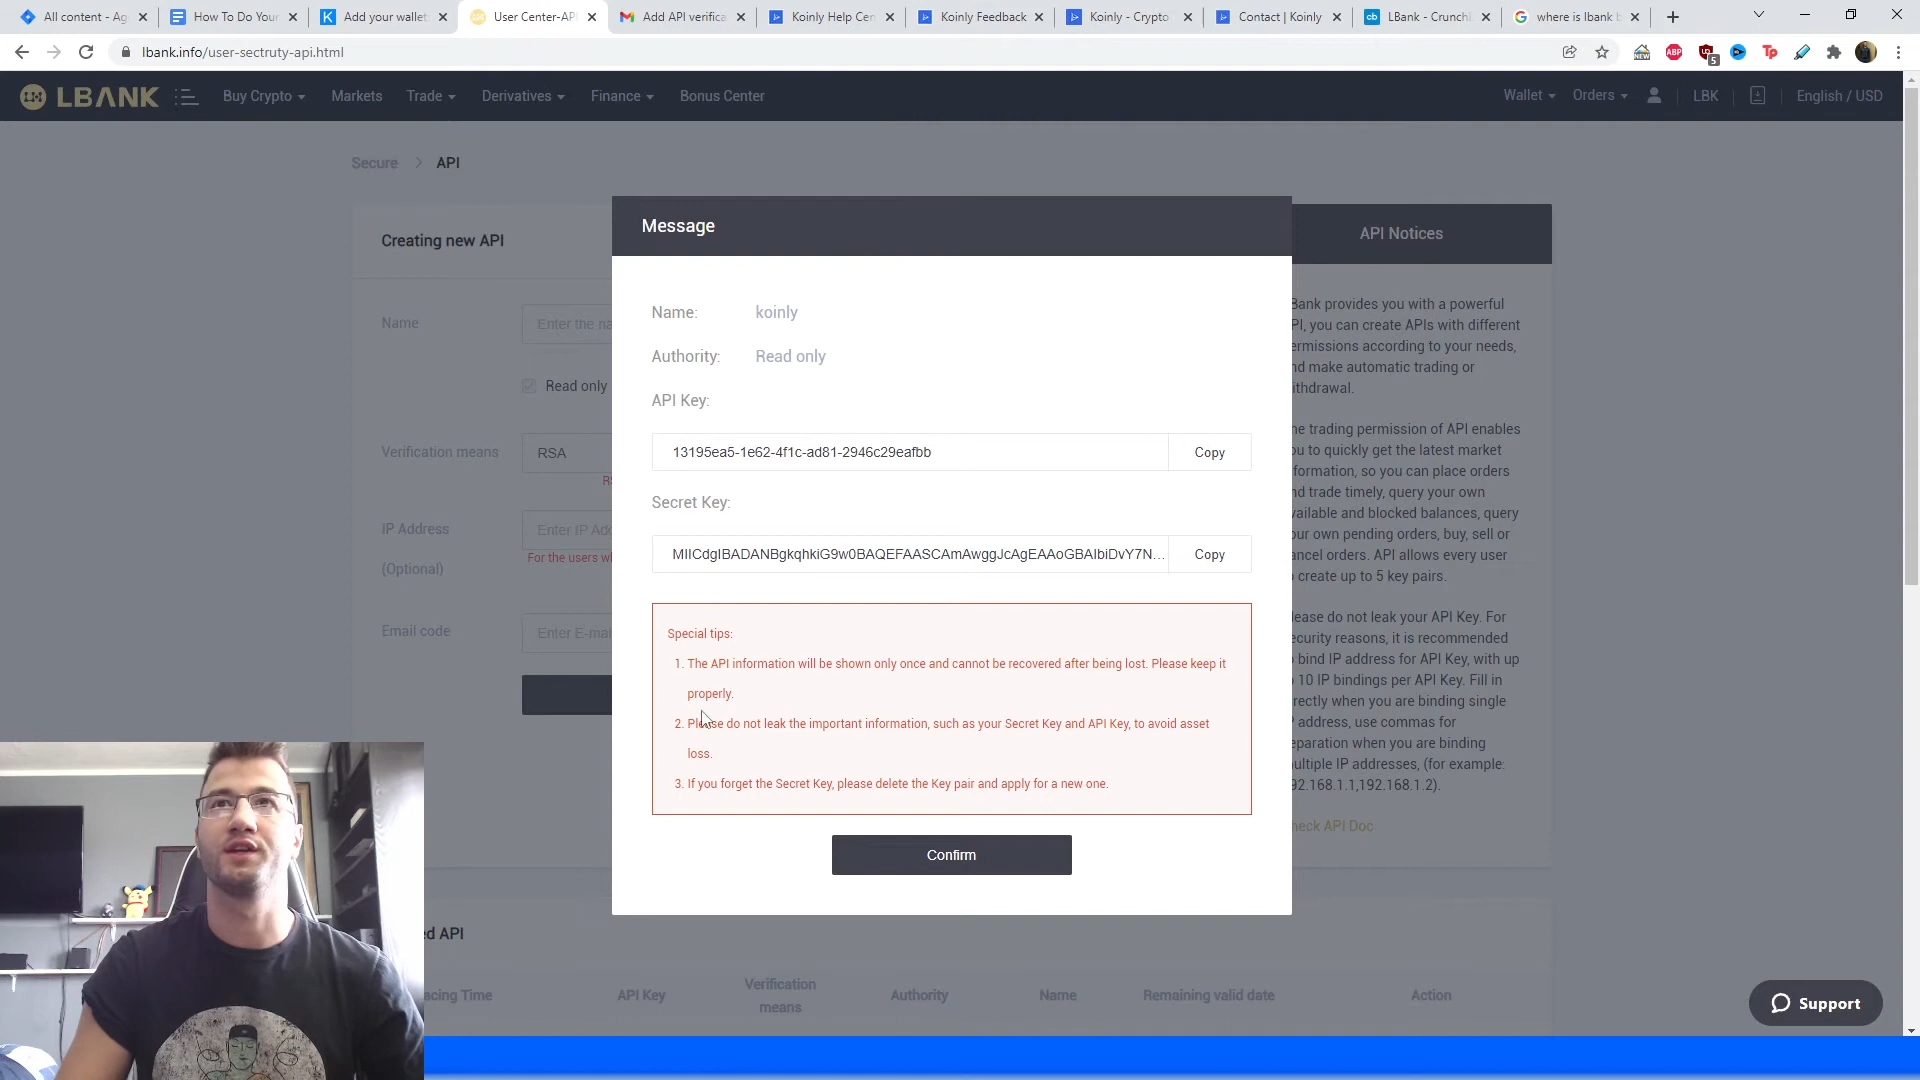 All content - Ag
How To Do Your
Add your wallet
User Center-API
Add API verifica
Koinly Help Cen
Koinly Feedback
Koinly - Crypto
Contact | Koinly
LBank - Crunch
where is lbank b
lbank.info/user-sectruty-api.html
LBANK
Buy Crypto
Markets
Trade
Derivatives
Finance
Bonus Center
Wallet
Orders
LBK
English / USD
Secure > API
Creating new API
Name
Enter the na
Read only
Verification means
RSA
IP Address
Enter IP Add
(Optional)
For the users wh
Email code
Enter E-mai
Message
Name: koinly
Authority: Read only
API Key:
13195ea5-1e62-4f1c-ad81-2946c29eafbb
Copy
Secret Key:
MIICdgIBADANBgkqhkiG9w0BAQEFAASCAmAwggJcAgEAAoGBAIbiDvY7N...
Copy
Special tips:
1. The API information will be shown only once and cannot be recovered after being lost. Please keep it
properly.
2. Please do not leak the important information, such as your Secret Key and API Key, to avoid asset
loss.
3. If you forget the Secret Key, please delete the Key pair and apply for a new one.
Confirm
API Notices
Bank provides you with a powerful
PI, you can create APIs with different
ermissions according to your needs,
nd make automatic trading or
ithdrawal.
he trading permission of API enables
ou to quickly get the latest market
formation, so you can place orders
nd trade timely, query your own
vailable and blocked balances, query
our own pending orders, buy, sell or
ancel orders. API allows every user
create up to 5 key pairs.
lease do not leak your API Key. For
ecurity reasons, it is recommended
bind IP address for API Key, with up
10 IP bindings per API Key. Fill in
irectly when you are binding single
P address, use commas for
eparation when you are binding
ultiple IP addresses, (for example:
92.168.1.1,192.168.1.2).
heck API Doc
ed API
acing Time
API Key
Verification
means
Authority
Name
Remaining valid date
Action
Support